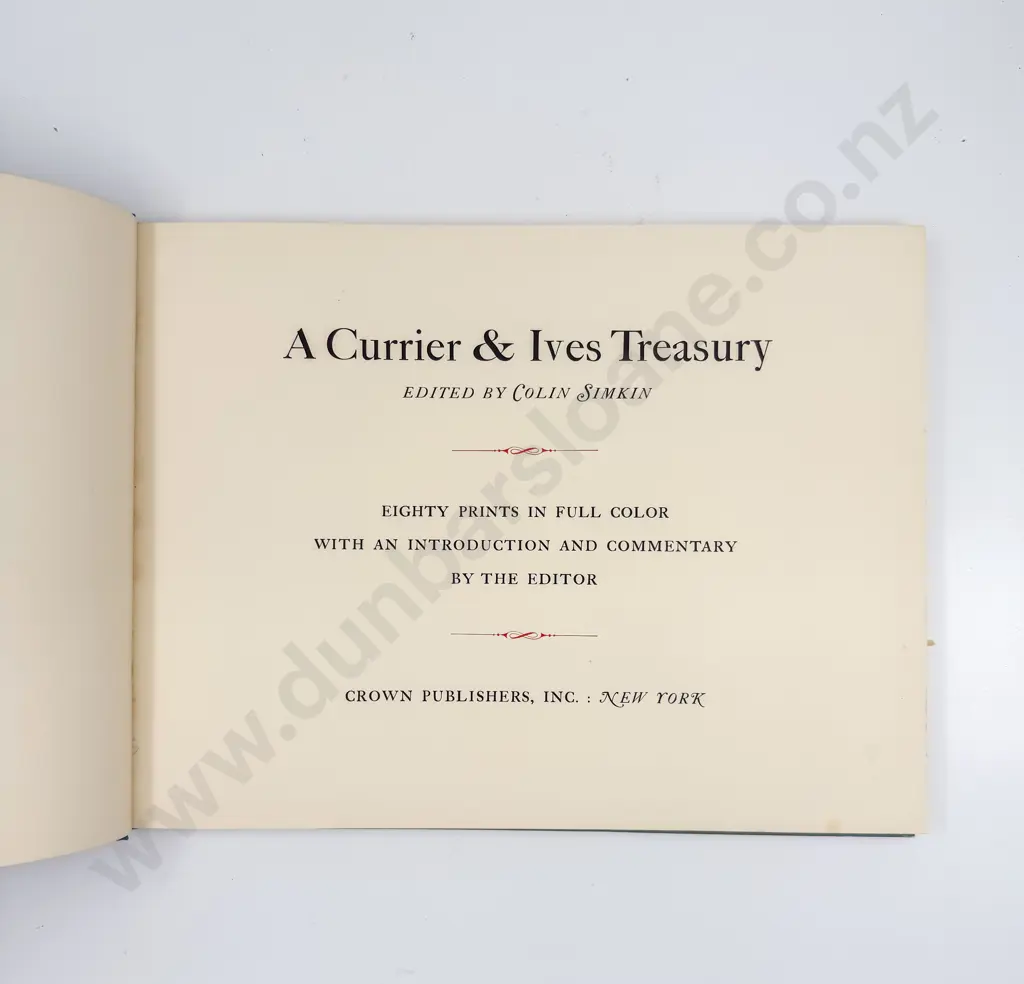 A Currier & Ives Treasury
EDITED BY COLIN SIMKIN
EIGHTY PRINTS IN FULL COLOR
WITH AN INTRODUCTION AND COMMENTARY
BY THE EDITOR
CROWN PUBLISHERS, INC. : NEW YORK
www.dunbarsloane.co.nz